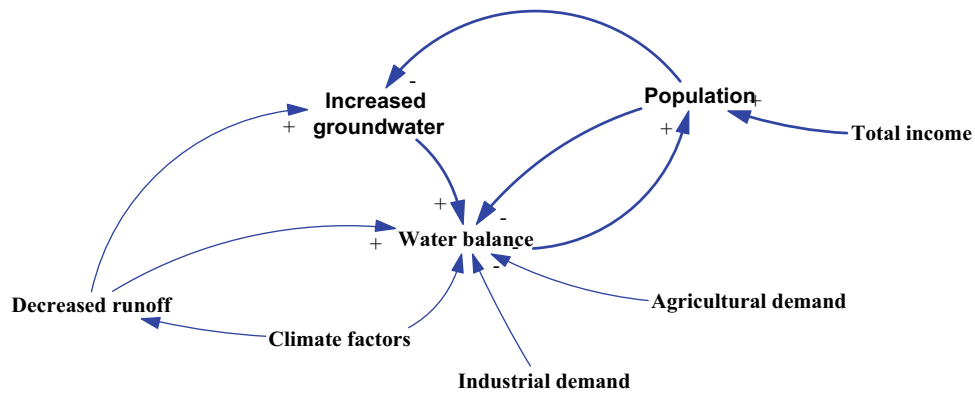 -
Increased
groundwater
+
Population
+
+
Total income
+
-
Water balance
-
+
-
Decreased runoff
Agricultural demand
Climate factors
Industrial demand